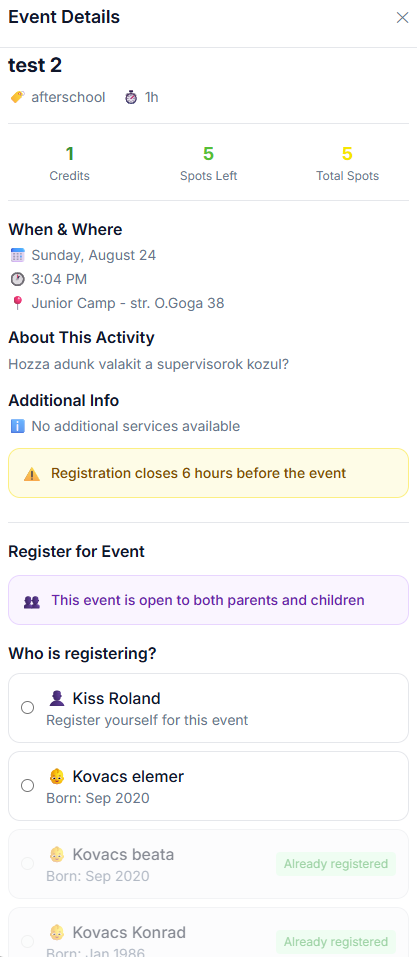 Event Details
test 2
afterschool 1h
1 5 5
Credits Spots Left Total Spots
When & Where
Sunday, August 24
3:04 PM
Junior Camp - str. O.Goga 38
About This Activity
Hozza adunk valakit a supervisorok kozul?
Additional Info
No additional services available
Registration closes 6 hours before the event
Register for Event
This event is open to both parents and children
Who is registering?
Kiss Roland
Register yourself for this event
Kovacs elemer
Born: Sep 2020
Kovacs beata
Already registered
Born: Sep 2020
Kovacs Konrad
Already registered
Born: Jan 1986